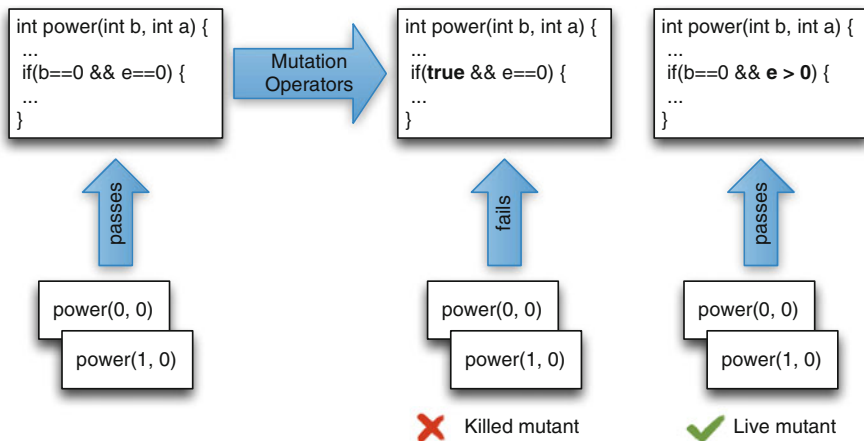 int power(int b, int a) {
...
if(b==0 && e==0) {
...
}
Mutation
Operators
int power(int b, int a) {
...
if(true && e==0) {
...
}
int power(int b, int a) {
...
if(b==0 && e > 0) {
...
}
passes
fails
passes
power(0, 0)
power(1, 0)
power(0, 0)
power(1, 0)
power(0, 0)
power(1, 0)
Killed mutant
Live mutant